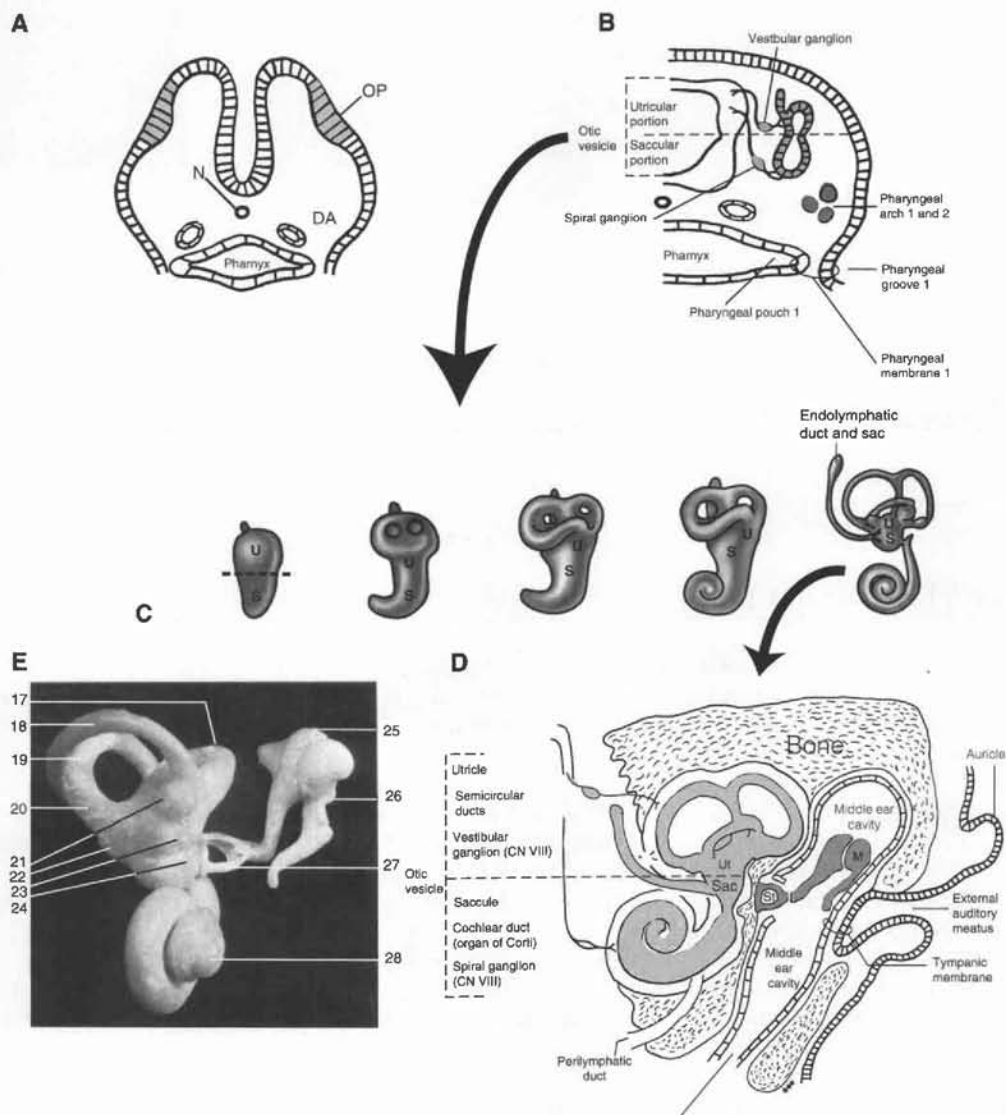 A
OP
N
DA
Pharnyx
B
Vestbular ganglion
Utricular
portion
Otic
vesicle
Saccular
portion
Spiral ganglion
Pharyngeal
arch 1 and 2
Pharnyx
Pharyngeal
groove 1
Pharyngeal pouch 1
Pharyngeal
membrane 1
Endolymphatic
duct and sac
U
S
U
S
U
S
U
S
U
S
C
E
17
18
19
20
21
22
23
24
25
26
27
28
D
Bone
Auricle
Utricle
Semicircular
ducts
Vestibular
ganglion (CN VIII)
Otic
vesicle
Saccule
Cochlear duct
(organ of Corti)
Spiral ganglion
(CN VIII)
Middle ear
cavity
M
Ut
Sac
St
External
auditory
meatus
Tympanic
membrane
Middle
ear
cavity
Perilymphatic
duct